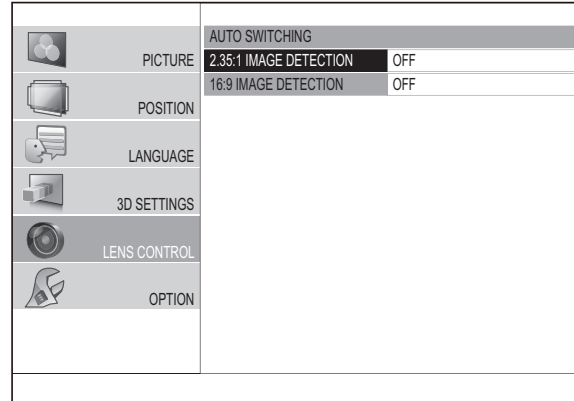 PICTURE
POSITION
LANGUAGE
3D SETTINGS
LENS CONTROL
OPTION
AUTO SWITCHING
2.35:1 IMAGE DETECTION OFF
16:9 IMAGE DETECTION OFF